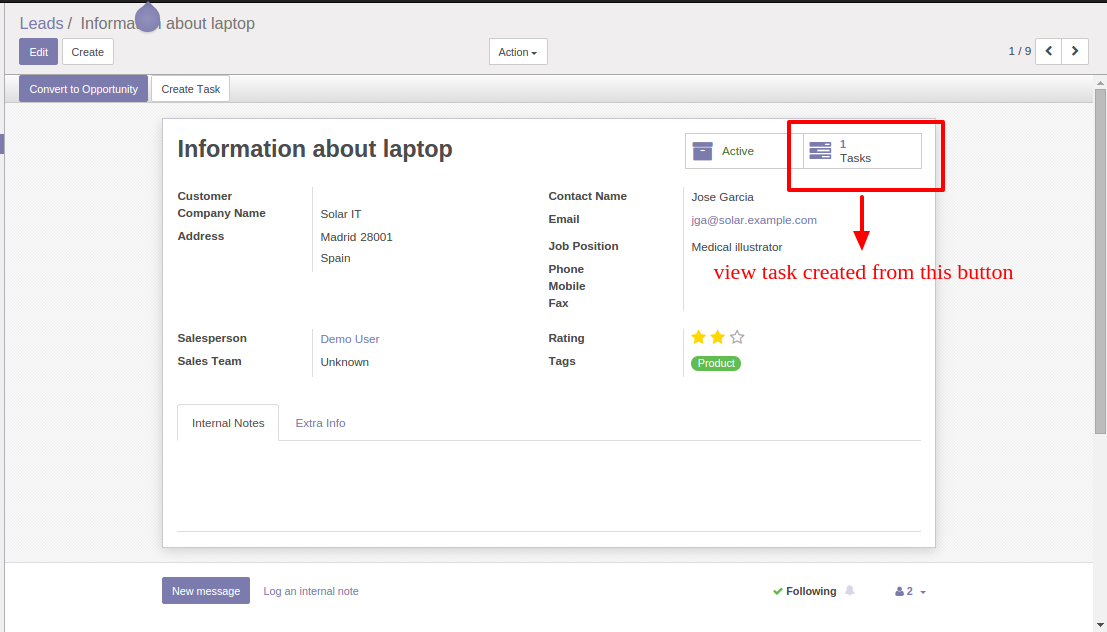 Leads / Information about laptop
Edit Create Action 1 / 9
Convert to Opportunity Create Task
Information about laptop
Active
1
Tasks
Customer
Company Name Solar IT
Address Madrid 28001
Spain
Contact Name Jose Garcia
Email jga@solar.example.com
Job Position Medical illustrator
view task created from this button
Phone
Mobile
Fax
Salesperson Demo User
Sales Team Unknown
Rating
Tags Product
Internal Notes Extra Info
New message Log an internal note Following 2